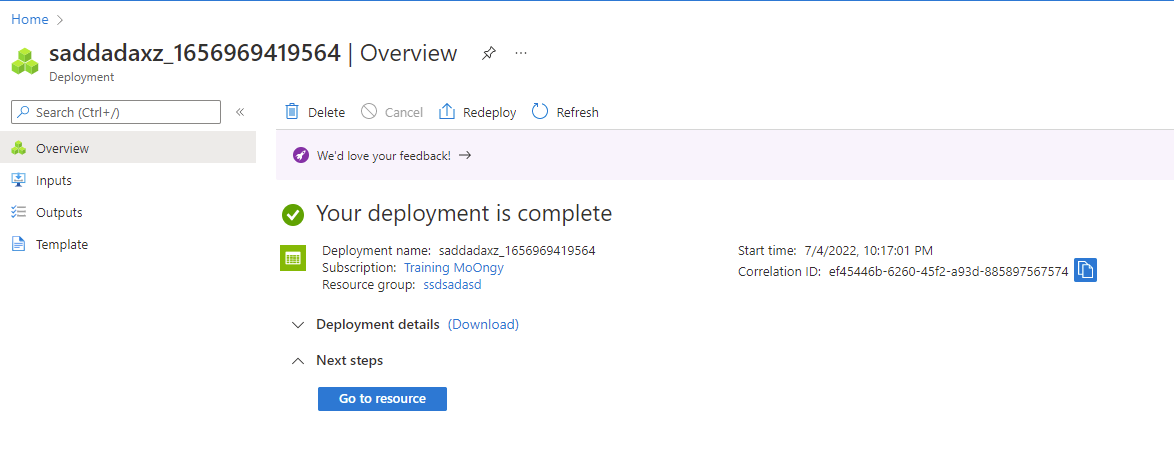 Home >
saddadaxz_1656969419564 | Overview ...
Deployment
Search (Ctrl+/) «
Overview
Inputs
Outputs
Template
Delete Cancel Redeploy Refresh
We'd love your feedback! →
Your deployment is complete
Deployment name: saddadaxz_1656969419564
Subscription: Training MoOngy
Resource group: ssdsadasd
Start time: 7/4/2022, 10:17:01 PM
Correlation ID: ef45446b-6260-45f2-a93d-885897567574
Deployment details (Download)
Next steps
Go to resource